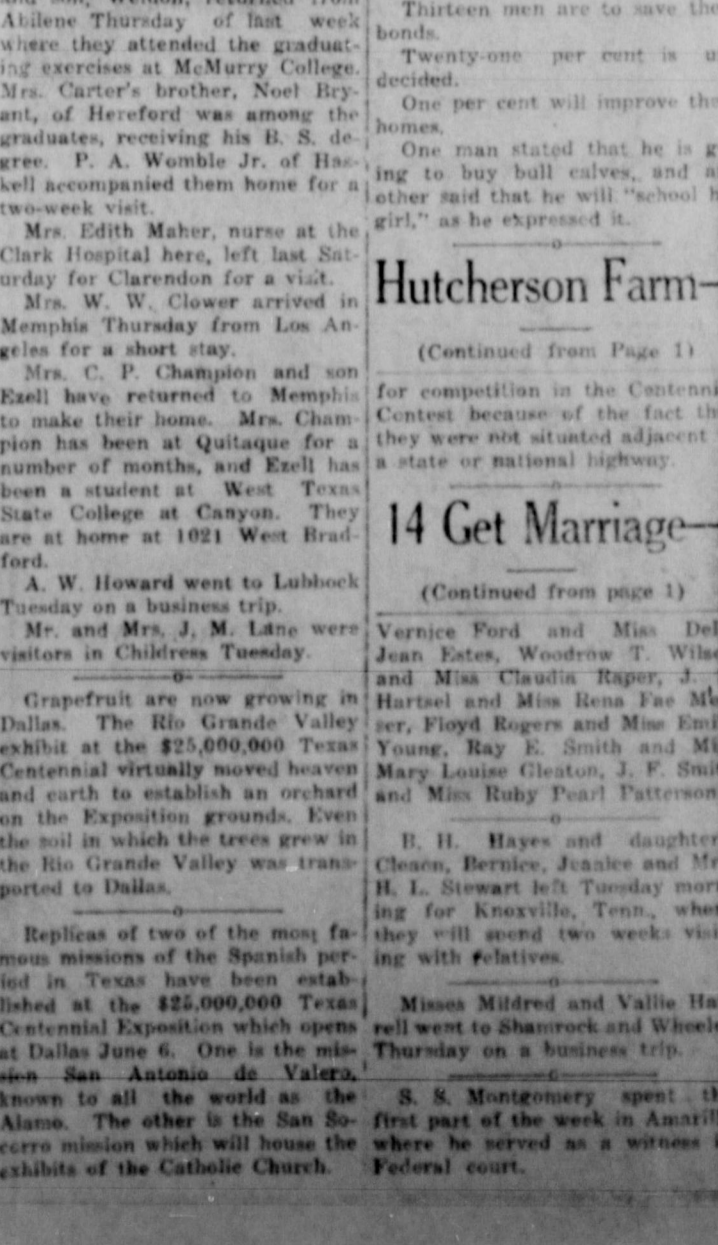 Abilene Thursday of last week
where they attended the graduat-
ing exercises at McMurry College.
Mrs. Carter's brother, Noel Bry-
ant, of Hereford was among the
graduates, receiving his B. S. de-
gree. P. A. Womble Jr. of Has-
kell accompanied them home for a
two-week visit.
Mrs. Edith Maher, nurse at the
Clark Hospital here, left last Sat-
urday for Clarendon for a visit.
Mrs. W. W. Clower arrived in
Memphis Thursday from Los An-
geles for a short stay.
Mrs. C. P. Champion and son
Ezell have returned to Memphis
to make their home. Mrs. Cham-
pion has been at Quitaque for a
number of months, and Ezell has
been a student at West Texas
State College at Canyon. They
are at home at 1021 West Brad-
ford.
A. W. Howard went to Lubbock
Tuesday on a business trip.
Mr. and Mrs. J. M. Lane were
visitors in Childress Tuesday.
Grapefruit are now growing in
Dallas. The Rio Grande Valley
exhibit at the $25,000,000 Texas
Centennial virtually moved heaven
and earth to establish an orchard
on the Exposition grounds. Even
the soil in which the trees grew in
the Rio Grande Valley was trans-
ported to Dallas.
Replicas of two of the most fa-
mous missions of the Spanish per-
iod in Texas have been estab-
lished at the $25,000,000 Texas
Centennial Exposition which opens
at Dallas June 6. One is the mis-
sion San Antonio de Valero,
known to all the world as the
Alamo. The other is the San So-
corro mission which will house the
exhibits of the Catholic Church.
Thirteen men are to save the
bonds.
Twenty-one per cent is u
decided.
One per cent will improve the
homes.
One man stated that he is g
ing to buy bull calves, and a
other said that he will "school h
girl," as he expressed it.
Hutcherson Farm—
(Continued from Page 1)
for competition in the Centenni
Contest because of the fact th
they were not situated adjacent
a state or national highway.
14 Get Marriage—
(Continued from page 1)
Vernice Ford and Miss Del
Jean Estes, Woodrow T. Wils
and Miss Claudia Raper, J.
Hartsel and Miss Rena Fae M
ser, Floyd Rogers and Miss Emi
Young, Ray E. Smith and Mi
Mary Louise Gleaton, J. F. Smit
and Miss Ruby Pearl Patterson
B. H. Hayes and daughter
Bernice, Jeanice and Mr
H. L. Stewart left Tuesday morn
ing for Knoxville, Tenn., wher
they will spend two weeks visi
ing with relatives.
Misses Mildred and Vallie Ha
rell went to Shamrock and Wheele
Thursday on a business trip.
S. S. Montgomery spent th
first part of the week in Amarill
where he served as a witness i
Federal court.